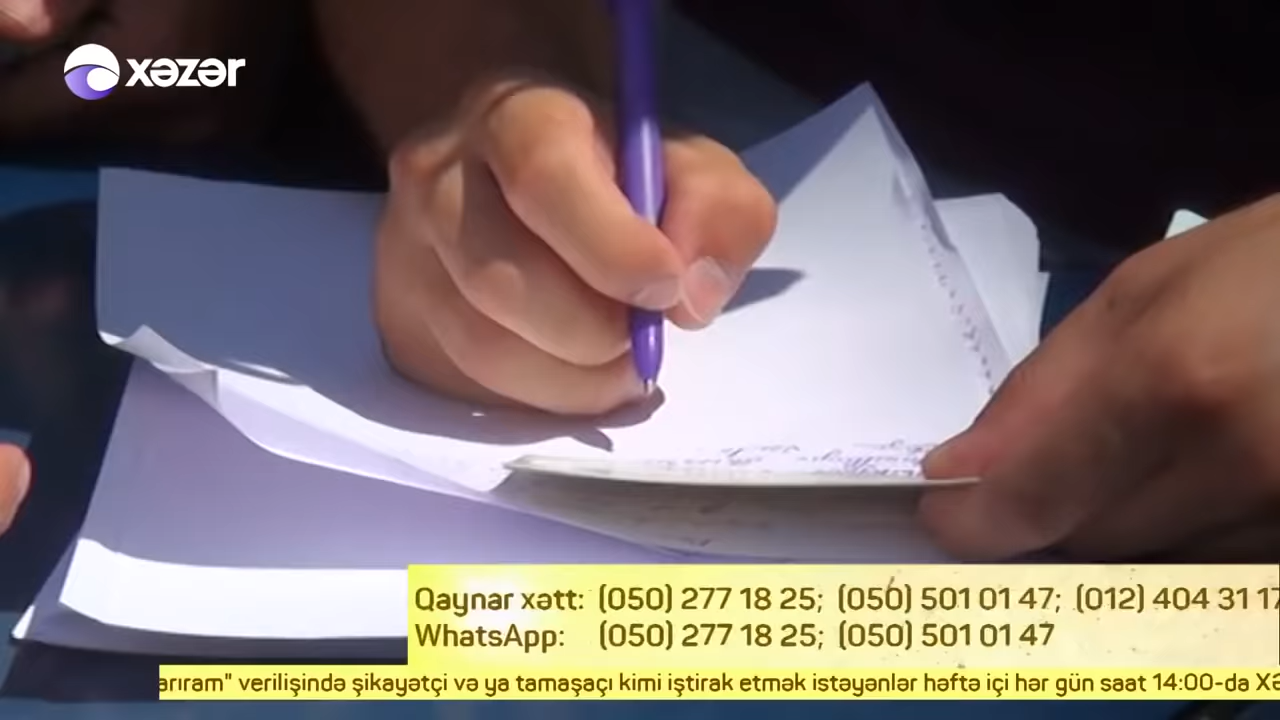 xəzər
Qaynar xətt: (050) 277 18 25; (050) 501 01 47; (012) 404 31 17
WhatsApp: (050) 277 18 25; (050) 501 01 47
arıram" verilişində şikayətçi və ya tamaşaçı kimi iştirak etmək istəyənlər həftə içi hər gün saat 14:00-da Xə